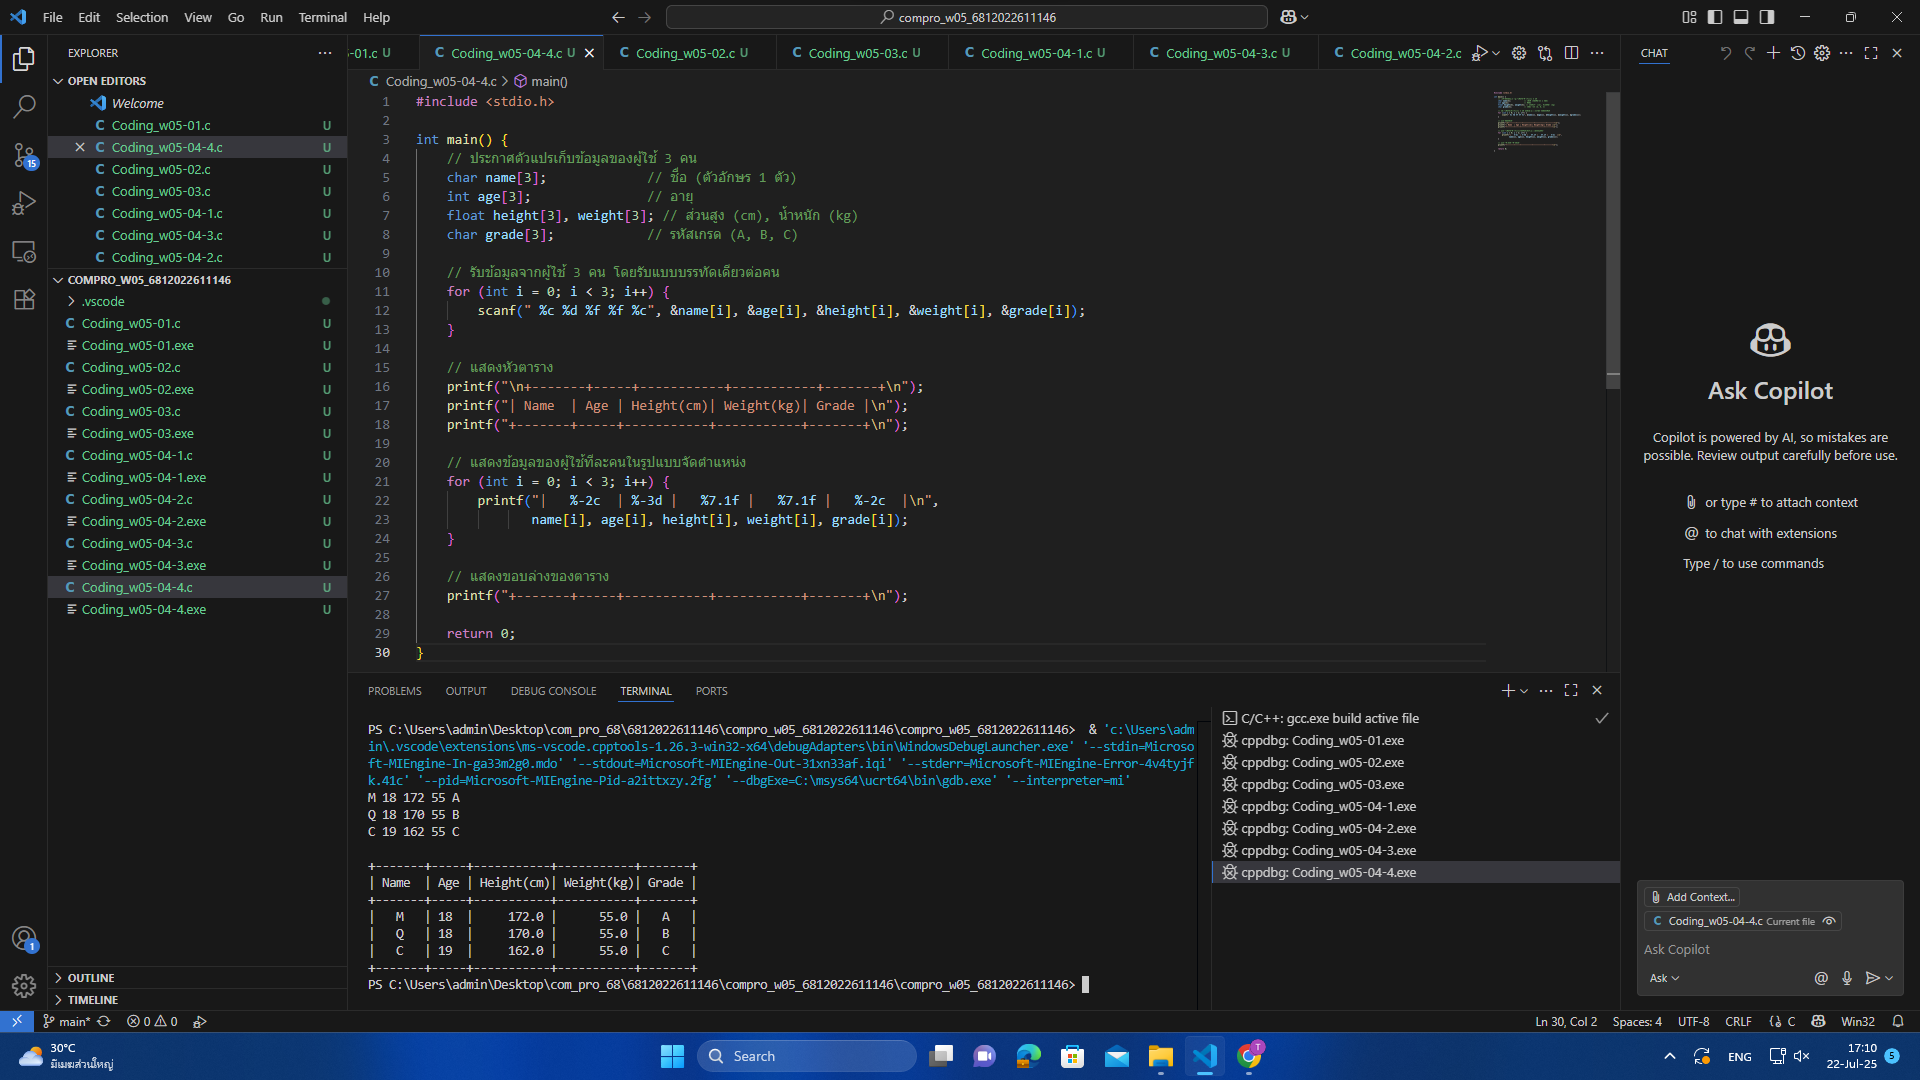 File Edit Selection View Go Run Terminal Help
compro_w05_6812022611146
EXPLORER
OPEN EDITORS
Welcome
Coding_w05-01.c U
Coding_w05-04-4.c U
Coding_w05-02.c U
Coding_w05-03.c U
Coding_w05-04-1.c U
Coding_w05-04-3.c U
Coding_w05-04-2.c U
COMPRO_W05_6812022611146
.vscode
Coding_w05-01.c U
Coding_w05-01.exe U
Coding_w05-02.c U
Coding_w05-02.exe U
Coding_w05-03.c U
Coding_w05-03.exe U
Coding_w05-04-1.c U
Coding_w05-04-1.exe U
Coding_w05-04-2.c U
Coding_w05-04-2.exe U
Coding_w05-04-3.c U
Coding_w05-04-3.exe U
Coding_w05-04-4.c U
Coding_w05-04-4.exe U
OUTLINE
TIMELINE
15
1
-01.c U Coding_w05-04-4.c U Coding_w05-02.c U Coding_w05-03.c U Coding_w05-04-1.c U Coding_w05-04-3.c U Coding_w05-04-2.c
Coding_w05-04-4.c > main()
1 #include <stdio.h>
2
3 int main() {
4 // ประกาศตัวแปรเก็บข้อมูลของผู้ใช้ 3 คน
5 char name[3]; // ชื่อ (ตัวอักษร 1 ตัว)
6 int age[3]; // อายุ
7 float height[3], weight[3]; // ส่วนสูง (cm), น้ำหนัก (kg)
8 char grade[3]; // รหัสเกรด (A, B, C)
9
10 // รับข้อมูลจากผู้ใช้ 3 คน โดยรับแบบบรรทัดเดียวต่อคน
11 for (int i = 0; i < 3; i++) {
12 scanf(" %c %d %f %f %c", &name[i], &age[i], &height[i], &weight[i], &grade[i]);
13 }
14
15 // แสดงหัวตาราง
16 printf("\n+-------+-----+-----------+-----------+-------+\n");
17 printf("| Name  | Age | Height(cm)| Weight(kg)| Grade |\n");
18 printf("+-------+-----+-----------+-----------+-------+\n");
19
20 // แสดงข้อมูลของผู้ใช้ทีละคนในรูปแบบจัดตำแหน่ง
21 for (int i = 0; i < 3; i++) {
22 printf("|   %-2c  | %-3d |   %7.1f |   %7.1f |   %-2c  |\n",
23 name[i], age[i], height[i], weight[i], grade[i]);
24 }
25
26 // แสดงขอบล่างของตาราง
27 printf("+-------+-----+-----------+-----------+-------+\n");
28
29 return 0;
30 }
PROBLEMS OUTPUT DEBUG CONSOLE TERMINAL PORTS
PS C:\Users\admin\Desktop\com_pro_68\6812022611146\compro_w05_6812022611146\compro_w05_6812022611146>  & 'c:\Users\adm
in\.vscode\extensions\ms-vscode.cpptools-1.26.3-win32-x64\debugAdapters\bin\WindowsDebugLauncher.exe' '--stdin=Microso
ft-MIEngine-In-ga33m2g0.mdo' '--stdout=Microsoft-MIEngine-Out-31xn33af.iqi' '--stderr=Microsoft-MIEngine-Error-4v4tyjf
k.41c' '--pid=Microsoft-MIEngine-Pid-a2ittxzy.2fg' '--dbgExe=C:\msys64\ucrt64\bin\gdb.exe' '--interpreter=mi'
M 18 172 55 A
Q 18 170 55 B
C 19 162 55 C
+-------+-----+-----------+-----------+-------+
| Name  | Age | Height(cm)| Weight(kg)| Grade |
+-------+-----+-----------+-----------+-------+
|   M   | 18  |     172.0 |      55.0 |   A   |
|   Q   | 18  |     170.0 |      55.0 |   B   |
|   C   | 19  |     162.0 |      55.0 |   C   |
+-------+-----+-----------+-----------+-------+
PS C:\Users\admin\Desktop\com_pro_68\6812022611146\compro_w05_6812022611146\compro_w05_6812022611146>
C/C++: gcc.exe build active file
cppdbg: Coding_w05-01.exe
cppdbg: Coding_w05-02.exe
cppdbg: Coding_w05-03.exe
cppdbg: Coding_w05-04-1.exe
cppdbg: Coding_w05-04-2.exe
cppdbg: Coding_w05-04-3.exe
cppdbg: Coding_w05-04-4.exe
CHAT
Ask Copilot
Copilot is powered by AI, so mistakes are
possible. Review output carefully before use.
or type # to attach context
@ to chat with extensions
Type / to use commands
Add Context...
Coding_w05-04-4.c Current file
Ask Copilot
Ask
main* 0 0
Ln 30, Col 2 Spaces: 4 UTF-8 CRLF {} C Win32
30°C
มีเมฆส่วนใหญ่
Search
T
ENG
17:10
22-Jul-25
5